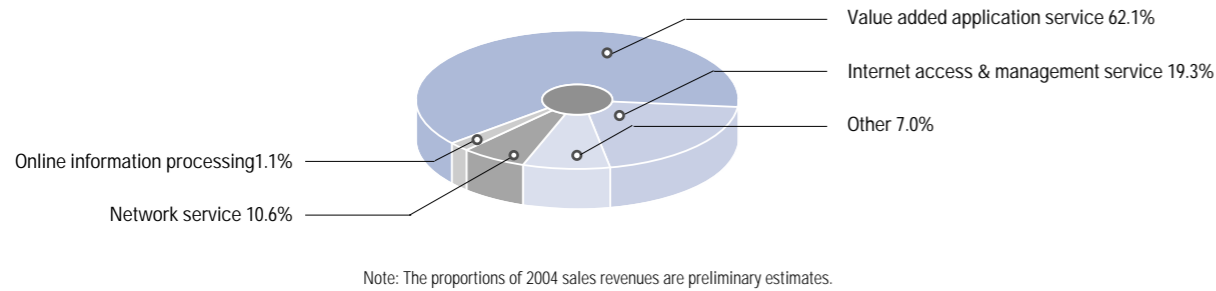 Value added application service 62.1%
Internet access & management service 19.3%
Other 7.0%
Online information processing1.1%
Network service 10.6%
Note: The proportions of 2004 sales revenues are preliminary estimates.